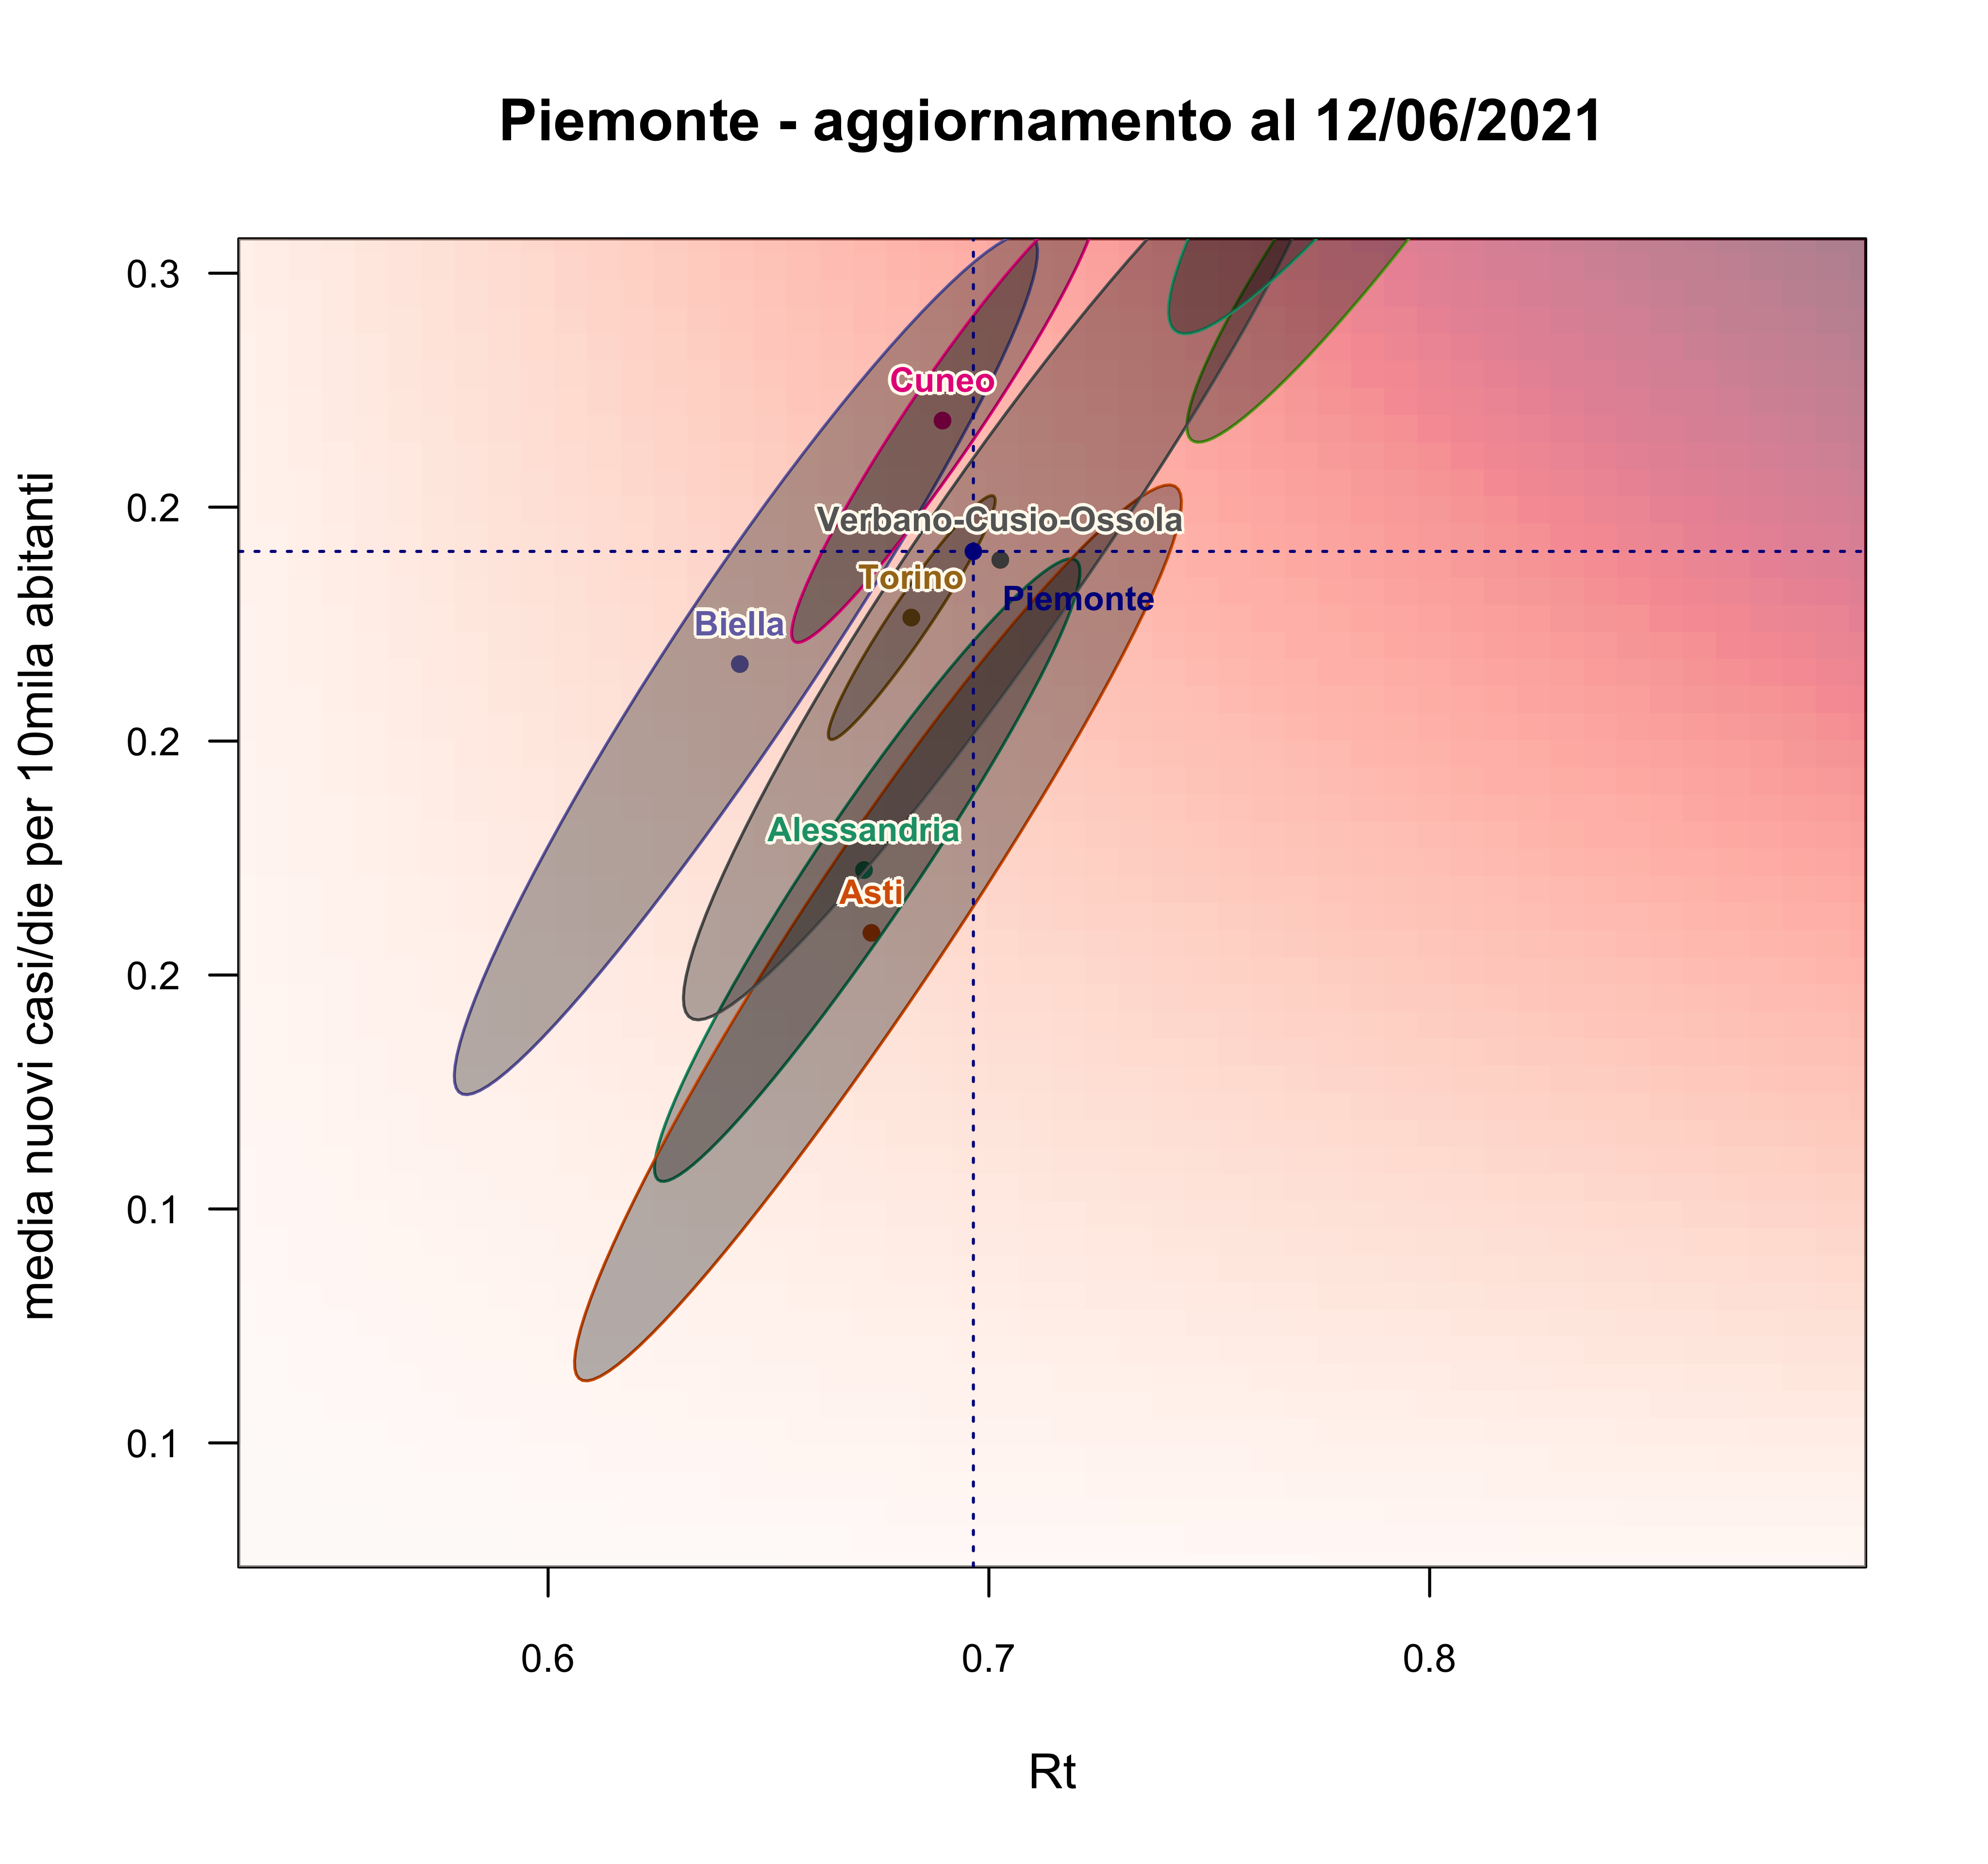 Piemonte - aggiornamento al 12/06/2021
media nuovi casi/die per 10mila abitanti
0.3
0.2
0.2
0.2
0.1
0.1
Cuneo
Verbano-Cusio-Ossola
Torino
Piemonte
Biella
Alessandria
Asti
0.6
0.7
0.8
Rt